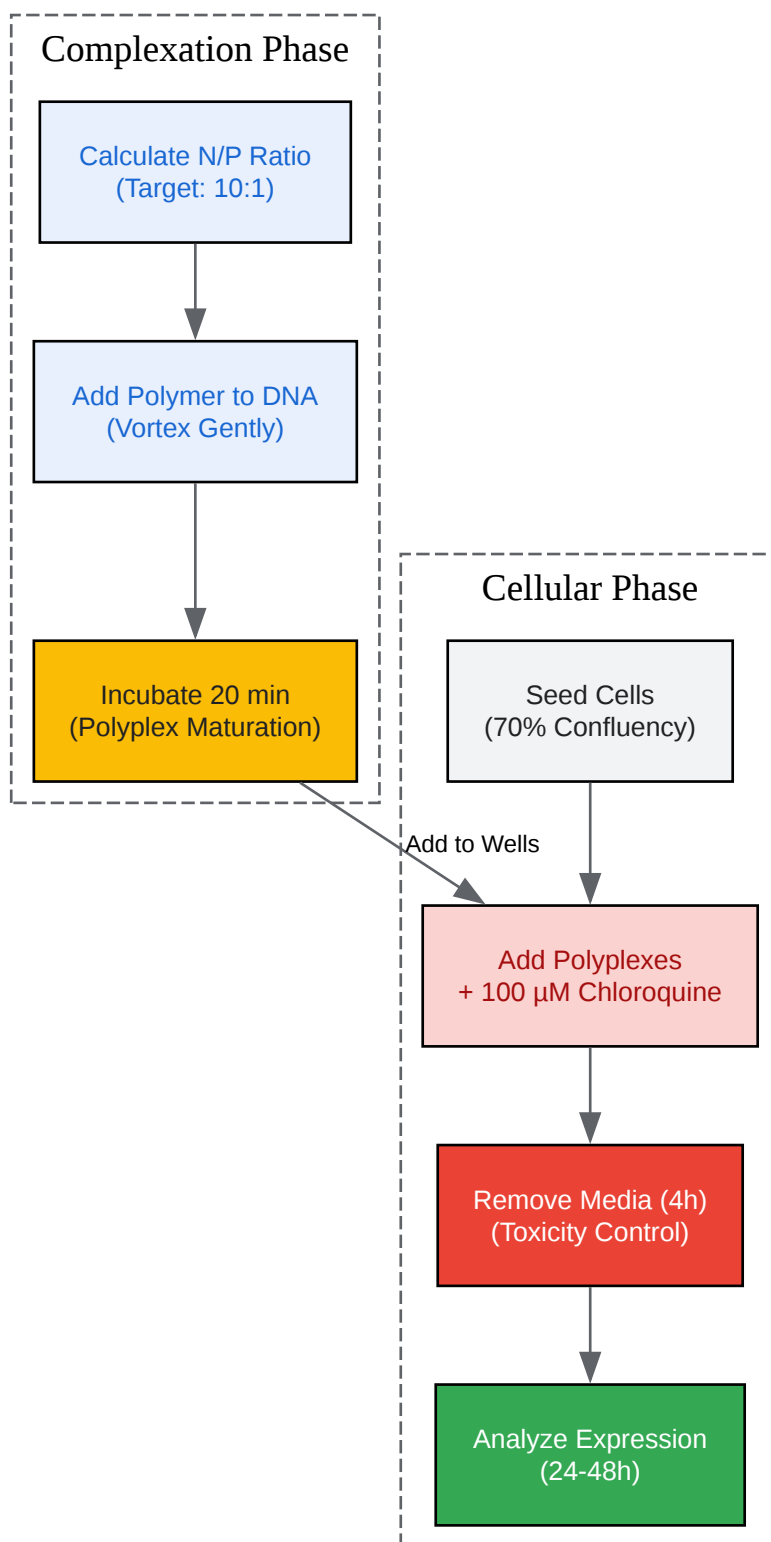 Complexation Phase
Calculate N/P Ratio
(Target: 10:1)
Add Polymer to DNA
(Vortex Gently)
Incubate 20 min
(Polyplex Maturation)
Cellular Phase
Seed Cells
(70% Confluency)
Add to Wells
Add Polyplexes
+ 100 µM Chloroquine
Remove Media (4h)
(Toxicity Control)
Analyze Expression
(24-48h)